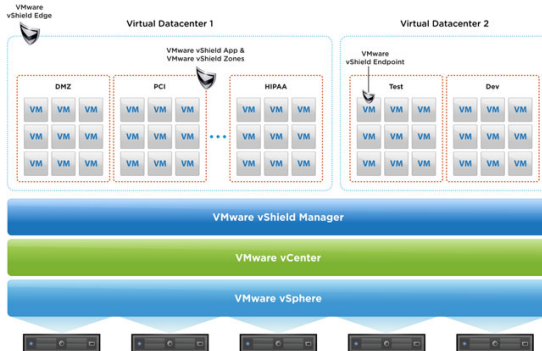 VMware
vShield Edge
Virtual Datacenter 1
Virtual Datacenter 2
VMware vShield App &
VMware vShield Zones
VMware
vShield Endpoint
DMZ
PCI
HIPAA
Test
Dev
VM VM VM VM VM VM VM VM VM VM VM VM VM VM VM
VM VM VM VM VM VM ... VM VM VM VM VM VM VM VM VM
VM VM VM VM VM VM VM VM VM VM VM VM VM VM VM
VMware vShield Manager
VMware vCenter
VMware vSphere